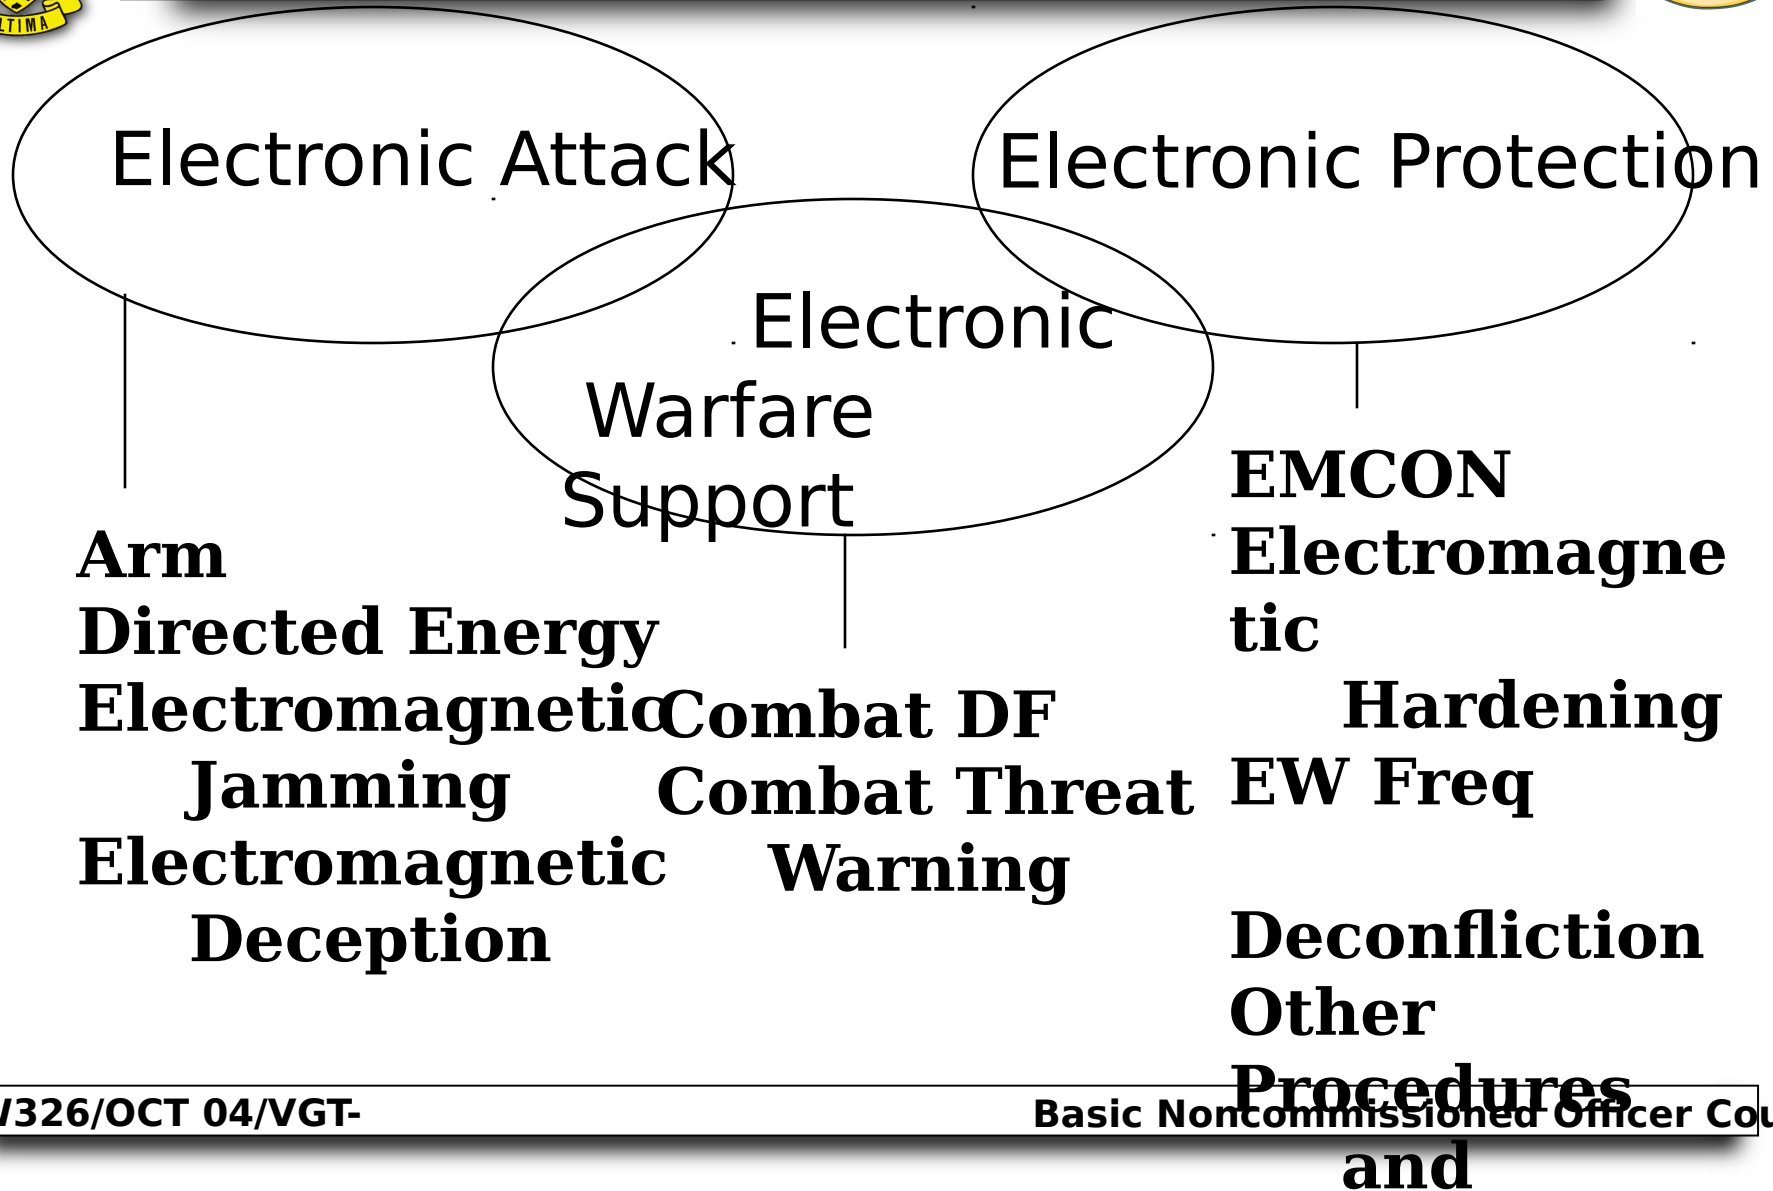 LTIMA
Electronic Attack
Electronic Protection
Electronic
Warfare
Support
Arm
Directed Energy
Electromagnetic
Jamming
Electromagnetic
Deception
Combat DF
Combat Threat
Warning
EMCON
Electromagne
tic
Hardening
EW Freq
Deconfliction
Other
Procedures
and
326/OCT 04/VGT-
Basic Noncommissioned Officer Cou